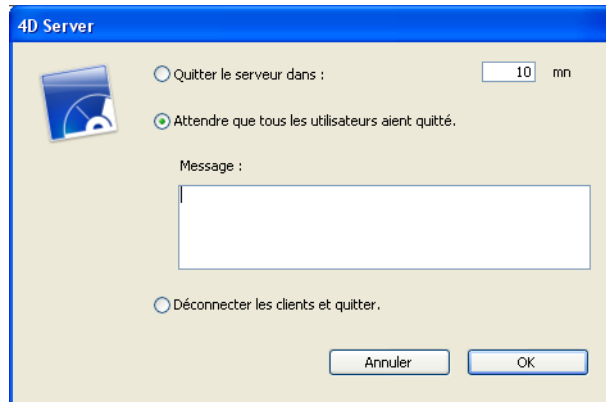 4D Server
Quitter le serveur dans : 10 mn
Attendre que tous les utilisateurs aient quitté.
Message :
Déconnecter les clients et quitter.
Annuler OK